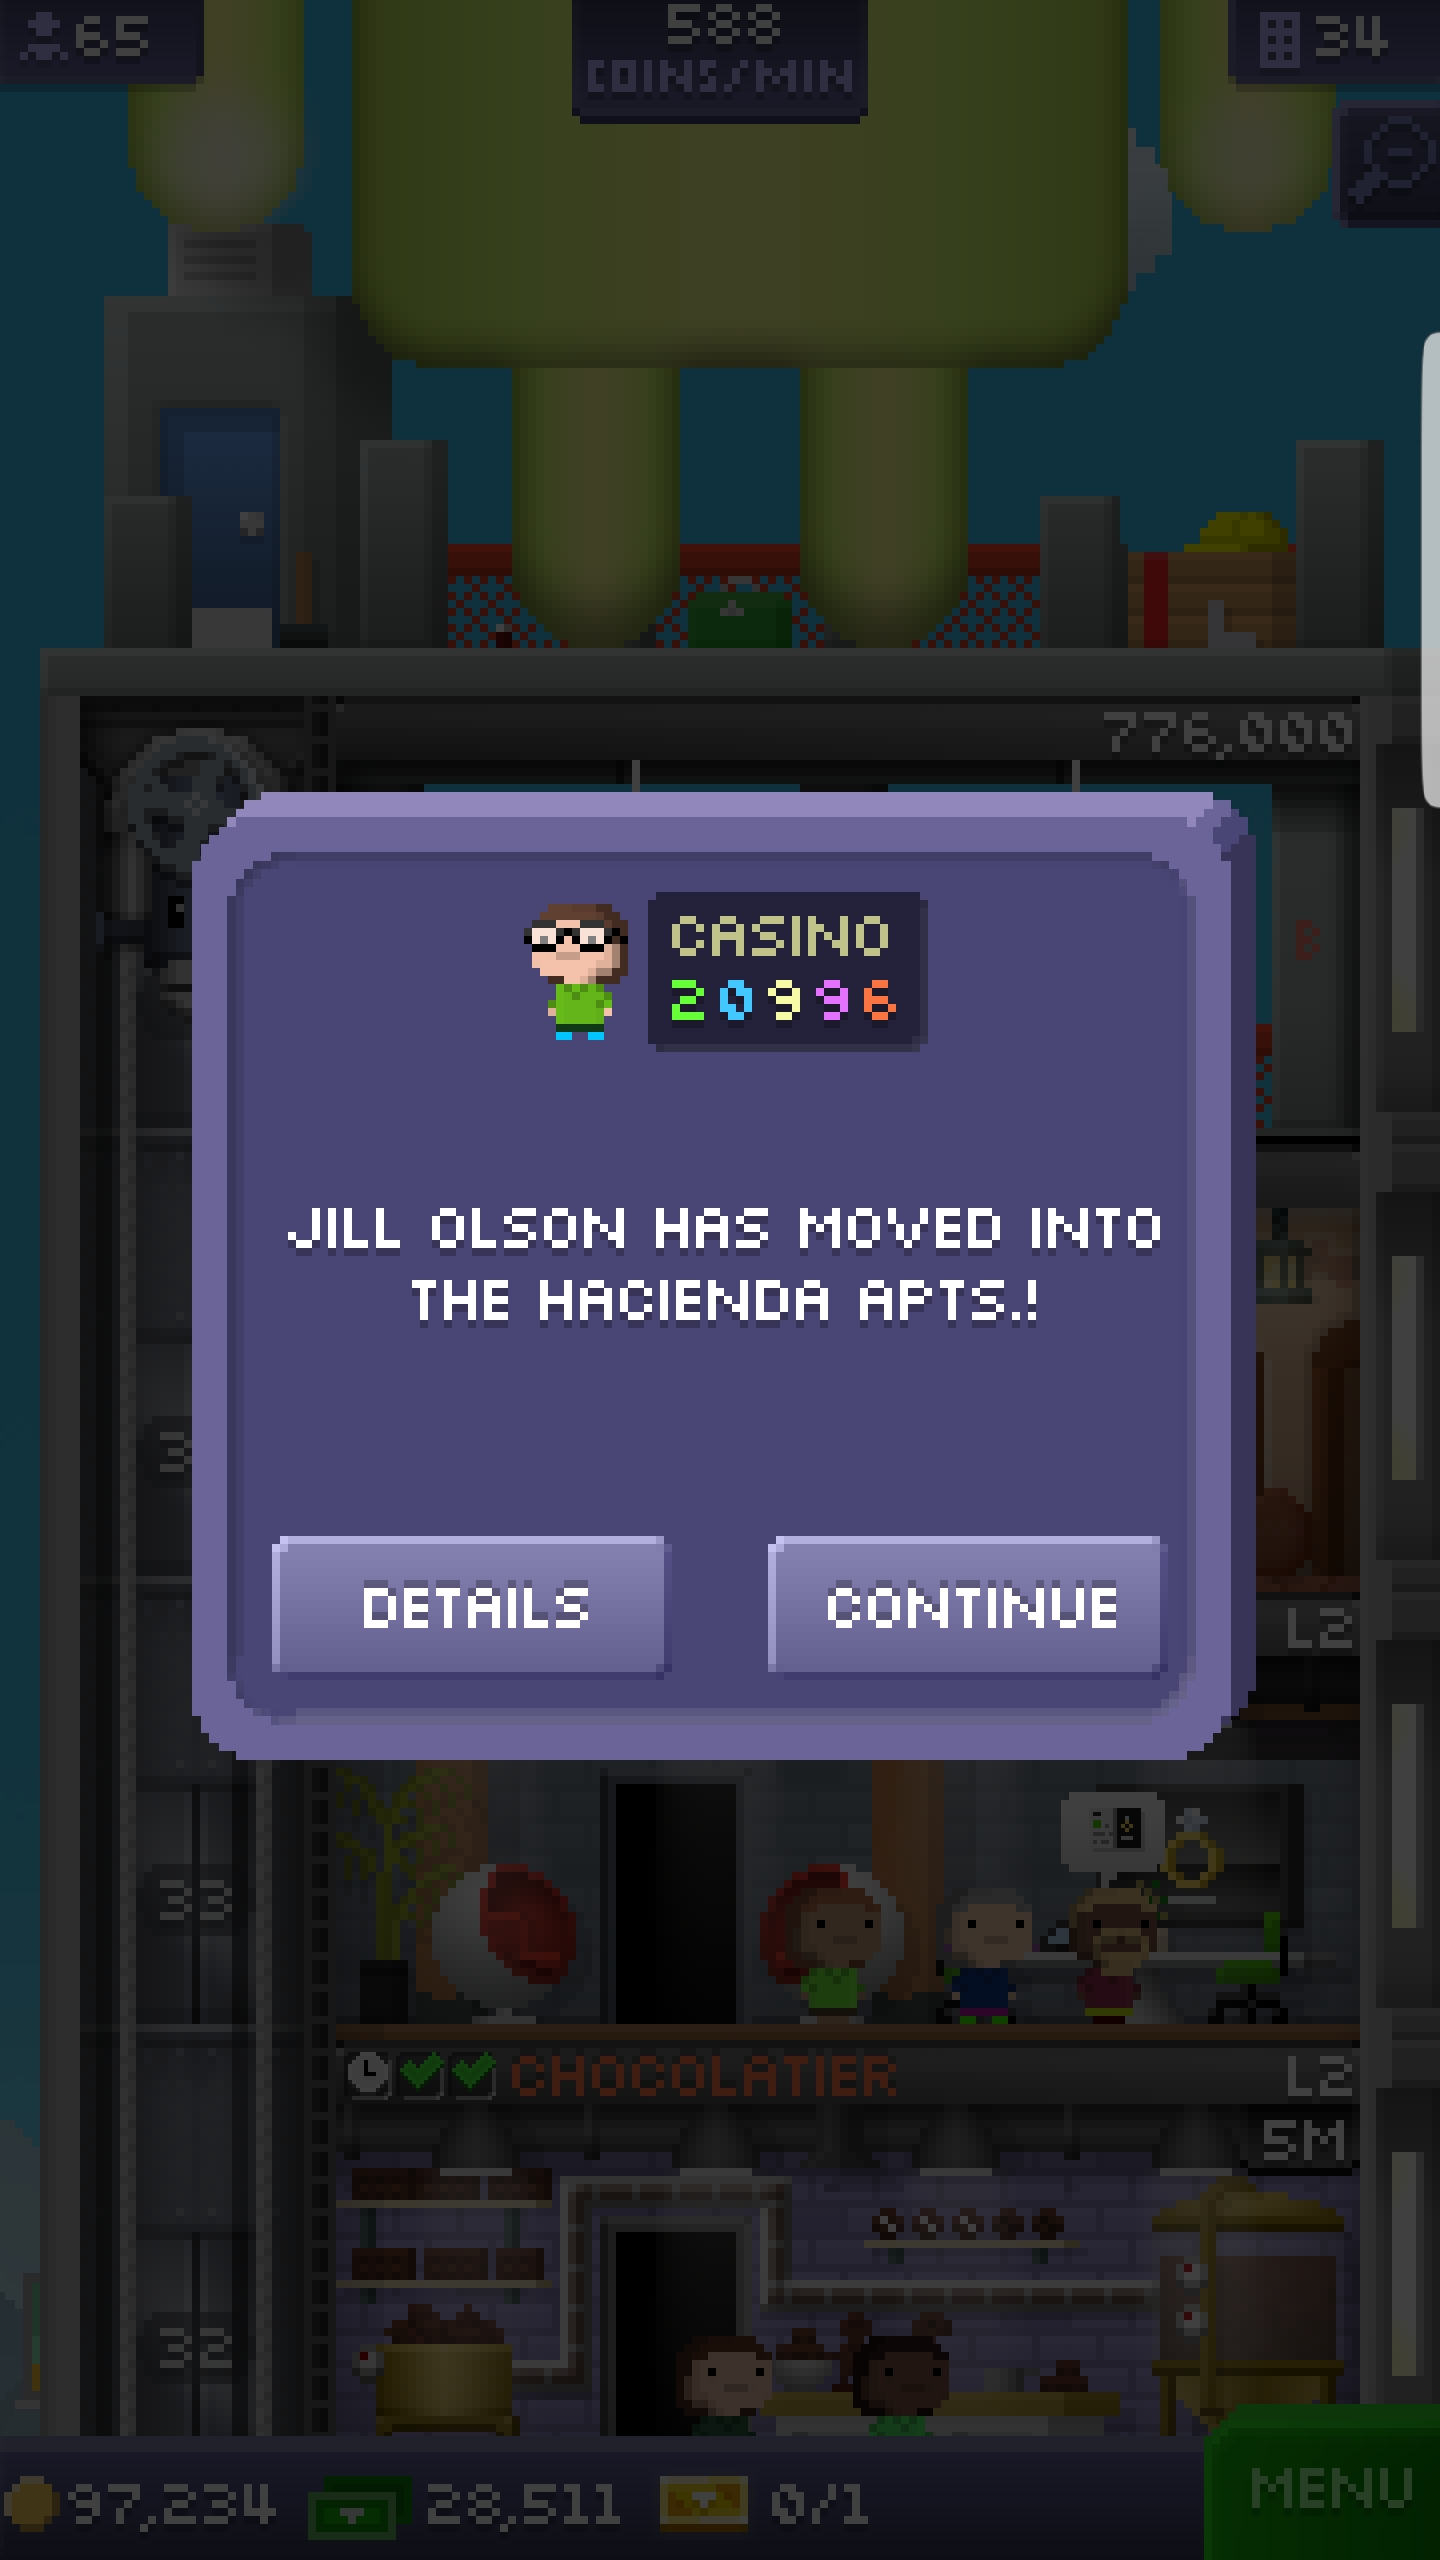 65
588
COINS/MIN
34
776,000
B
CASINO
20996
JILL OLSON HAS MOVED INTO
THE HACIENDA APTS.!
DETAILS
CONTINUE
L2
33
CHOCOLATIER
L2
5M
32
97,234
28,511
0/1
MENU